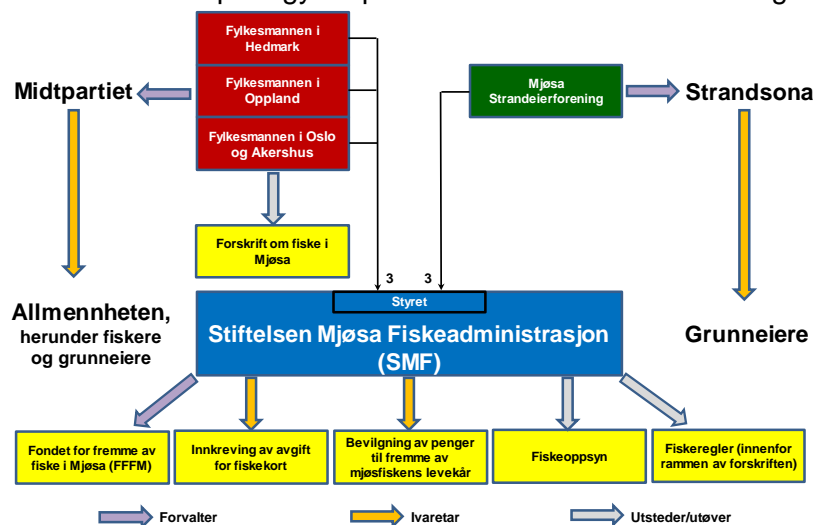 Fylkesmannen i
Hedmark
Midtpartiet
Fylkesmannen i
Oppland
Mjøsa
Strandeierforening
Strandsona
Fylkesmannen i Oslo
og Akershus
Forskrift om fiske i
Mjøsa
3
3
Styret
Allmennheten,
herunder fiskere
og grunneiere
Stiftelsen Mjøsa Fiskeadministrasjon
(SMF)
Grunneiere
Fondet for fremme av
fiske i Mjøsa (FFFM)
Innkreving av avgift
for fiskekort
Bevilgning av penger
til fremme av
mjøsfiskens levekår
Fiskeoppsyn
Fiskeregler (innenfor
rammen av forskriften)
Forvalter
Ivaretar
Utsteder/utøver